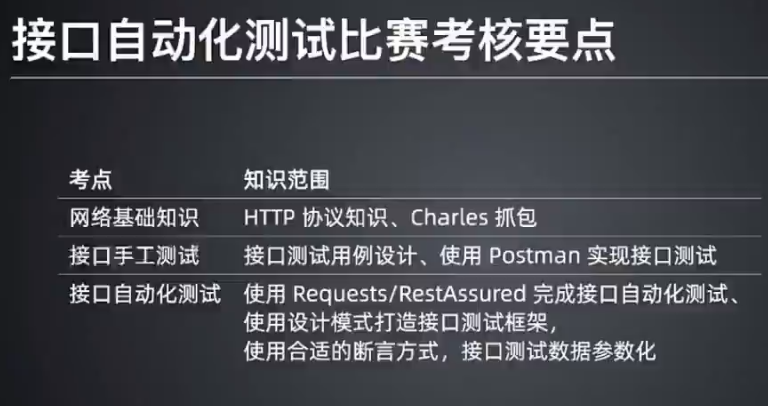 接口自动化测试比赛考核要点
考点 知识范围
网络基础知识 HTTP 协议知识、Charles 抓包
接口手工测试 接口测试用例设计、使用 Postman 实现接口测试
接口自动化测试 使用 Requests/RestAssured 完成接口自动化测试、
使用设计模式打造接口测试框架，
使用合适的断言方式，接口测试数据参数化